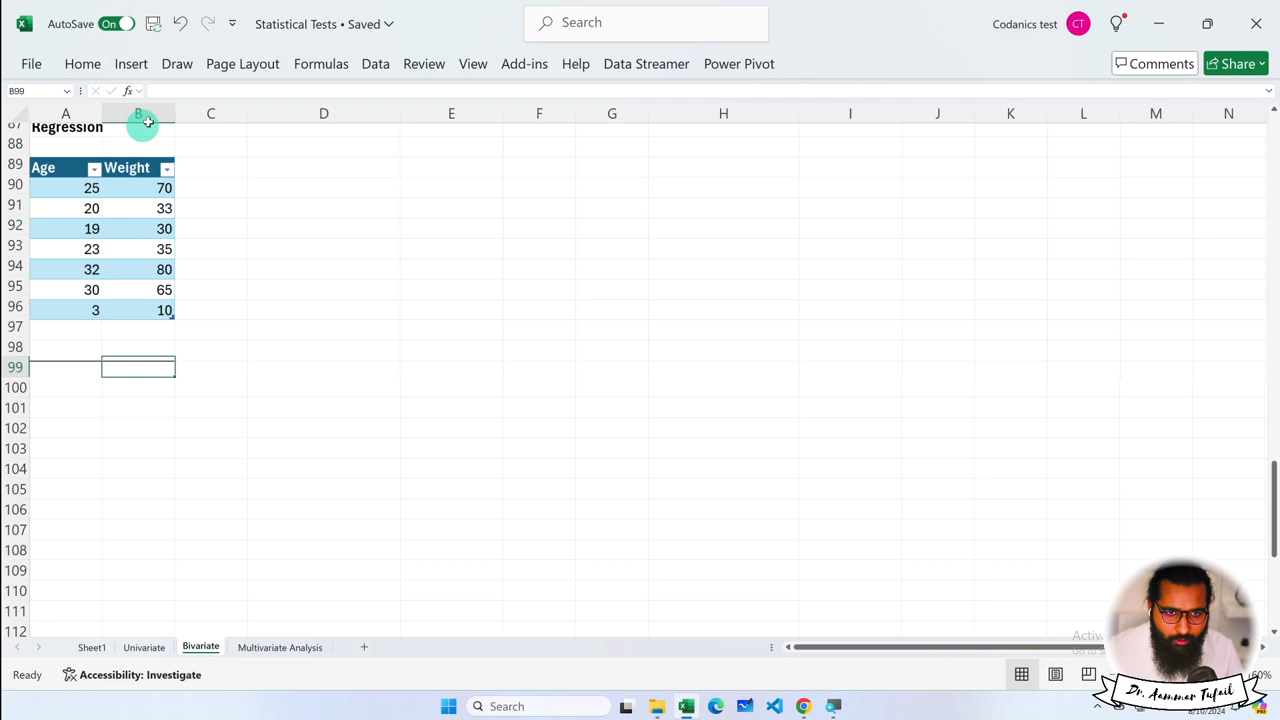 AutoSave On Statistical Tests • Saved Search Codanics test CT
File Home Insert Draw Page Layout Formulas Data Review View Add-ins Help Data Streamer Power Pivot Comments Share
B99 fx
A B C D E F G H I J K L M N
87 Regression
88
89 Age Weight
90 25 70
91 20 33
92 19 30
93 23 35
94 32 80
95 30 65
96 3 10
97
98
99
100
101
102
103
104
105
106
107
108
109
110
111
112
Sheet1 Univariate Bivariate Multivariate Analysis +
Ready Accessibility: Investigate
Dr. Aammar Tufail
Search
8/10/2024